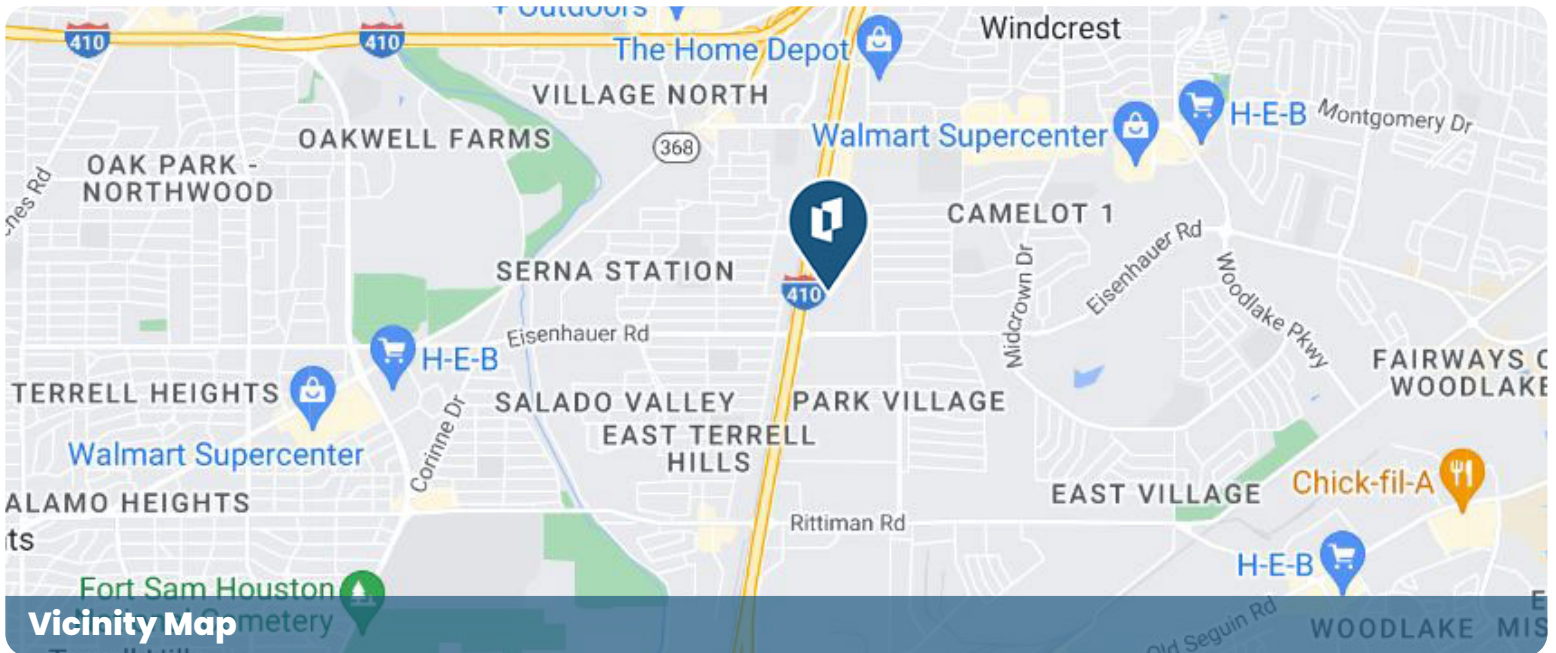 + Outdoors
Windcrest
410
410
The Home Depot
VILLAGE NORTH
H-E-B
Montgomery Dr
OAKWELL FARMS
368
Walmart Supercenter
OAK PARK -
NORTHWOOD
CAMELOT 1
Eisenhauer Rd
SERNA STATION
410
Midcrown Dr
Woodlake Pkwy
Eisenhauer Rd
H-E-B
FAIRWAYS
WOODLAKE
TERRELL HEIGHTS
SALADO VALLEY
PARK VILLAGE
EAST TERRELL
HILLS
Corinne Dr
Walmart Supercenter
Chick-fil-A
EAST VILLAGE
ALAMO HEIGHTS
Rittiman Rd
H-E-B
Fort Sam Houston
Old Seguin Rd
Vicinity Map
WOODLAKE